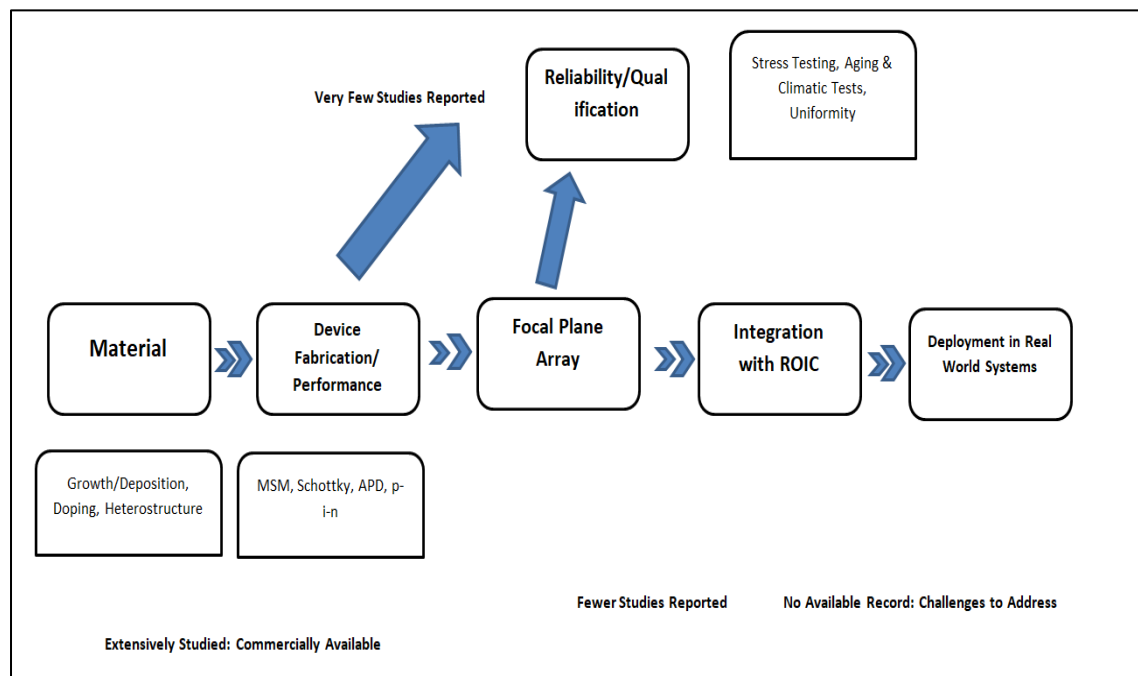 Very Few Studies Reported
Reliability/Qual
ification
Stress Testing, Aging &
Climatic Tests,
Uniformity
Material
Device
Fabrication/
Performance
Focal Plane
Array
Integration
with ROIC
Deployment in Real
World Systems
Growth/Deposition,
Doping, Heterostructure
MSM, Schottky, APD, p-
i-n
Fewer Studies Reported
No Available Record: Challenges to Address
Extensively Studied: Commercially Available